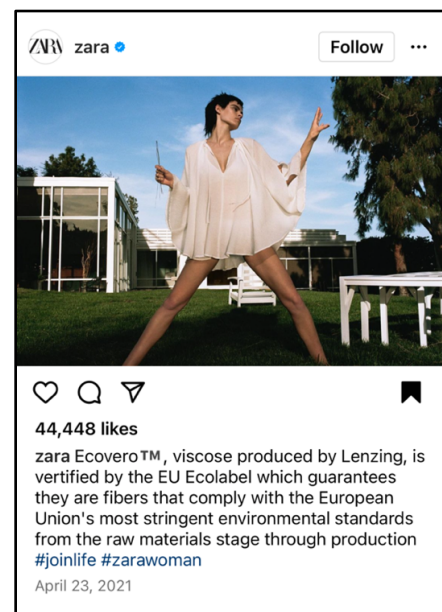 ZARA zara Follow
44,448 likes
zara Ecovero™, viscose produced by Lenzing, is
vertified by the EU Ecolabel which guarantees
they are fibers that comply with the European
Union's most stringent environmental standards
from the raw materials stage through production
#joinlife #zarawoman
April 23, 2021